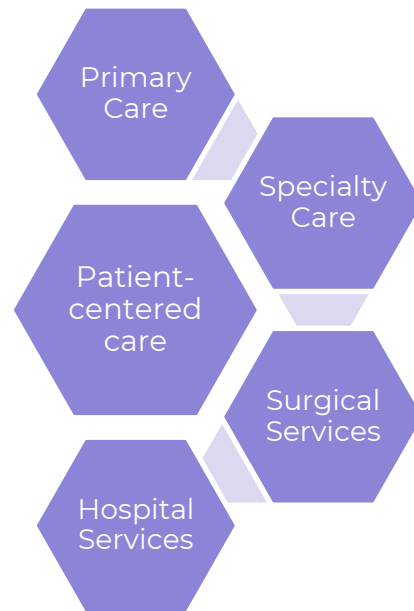 Primary
Care
Specialty
Care
Patient-
centered
care
Surgical
Services
Hospital
Services